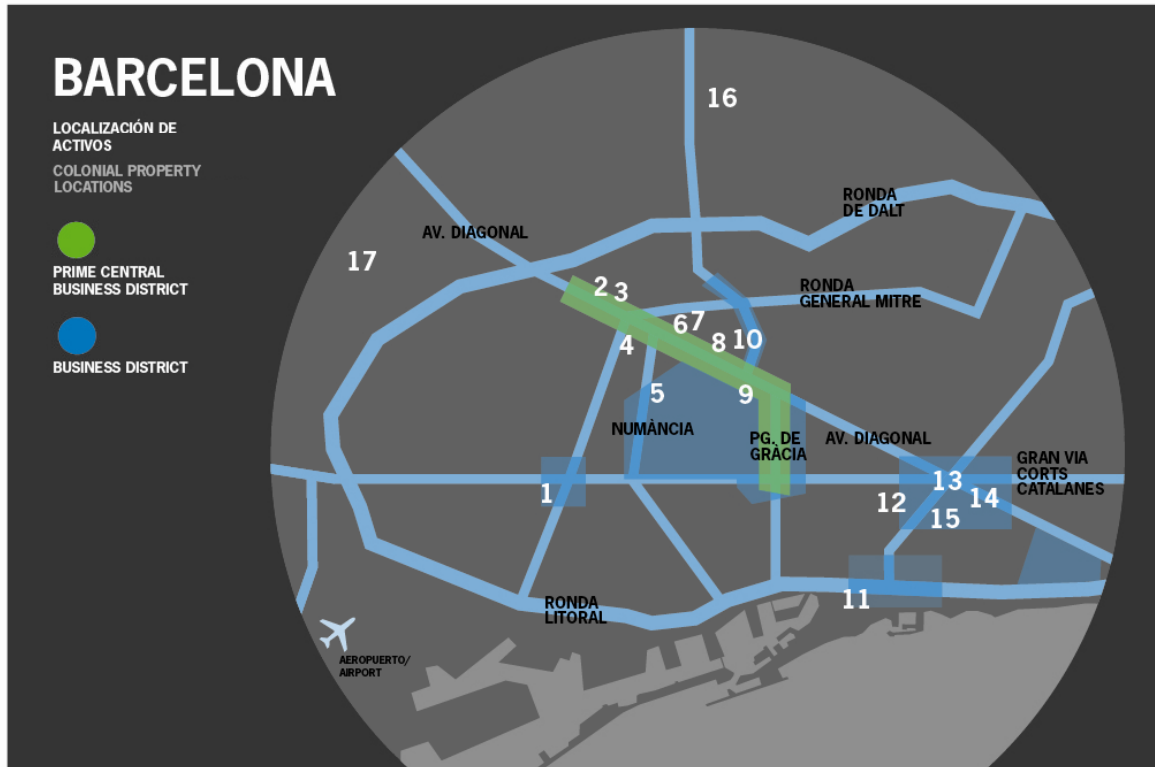 BARCELONA
LOCALIZACIÓN DE
ACTIVOS
COLONIAL PROPERTY
LOCATIONS
PRIME CENTRAL
BUSINESS DISTRICT
BUSINESS DISTRICT
16
RONDA
DE DALT
AV. DIAGONAL
17
2
3
RONDA
GENERAL MITRE
6
7
4
8
10
5
9
NUMÀNCIA
PG. DE
GRÀCIA
AV. DIAGONAL
GRAN VIA
CORTS
CATALANES
1
12
13
14
15
11
RONDA
LITORAL
AEROPUERTO/
AIRPORT